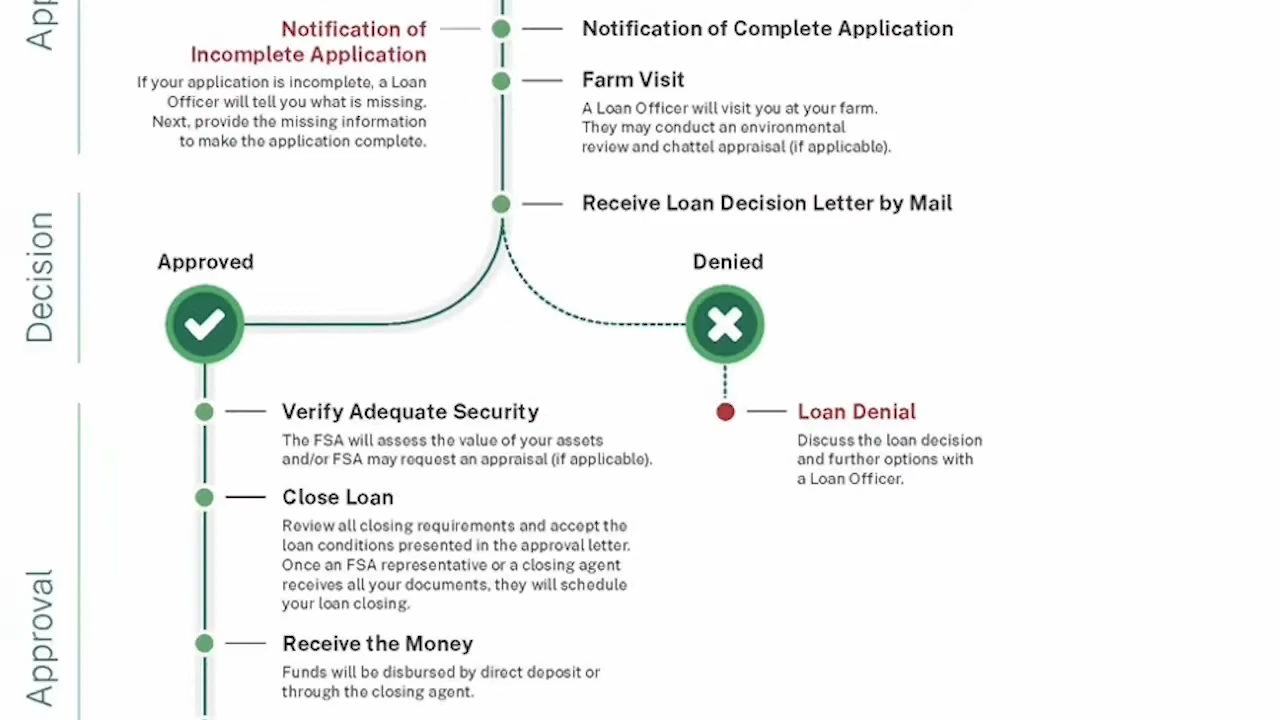 App
Notification of
Incomplete Application
If your application is incomplete, a Loan
Officer will tell you what is missing.
Next, provide the missing information
to make the application complete.
Notification of Complete Application
Farm Visit
A Loan Officer will visit you at your farm.
They may conduct an environmental
review and chattel appraisal (if applicable).
Decision
Receive Loan Decision Letter by Mail
Approved
Denied
Approval
Verify Adequate Security
The FSA will assess the value of your assets
and/or FSA may request an appraisal (if applicable).
Loan Denial
Discuss the loan decision
and further options with
a Loan Officer.
Close Loan
Review all closing requirements and accept the
loan conditions presented in the approval letter.
Once an FSA representative or a closing agent
receives all your documents, they will schedule
your loan closing.
Receive the Money
Funds will be disbursed by direct deposit or
through the closing agent.